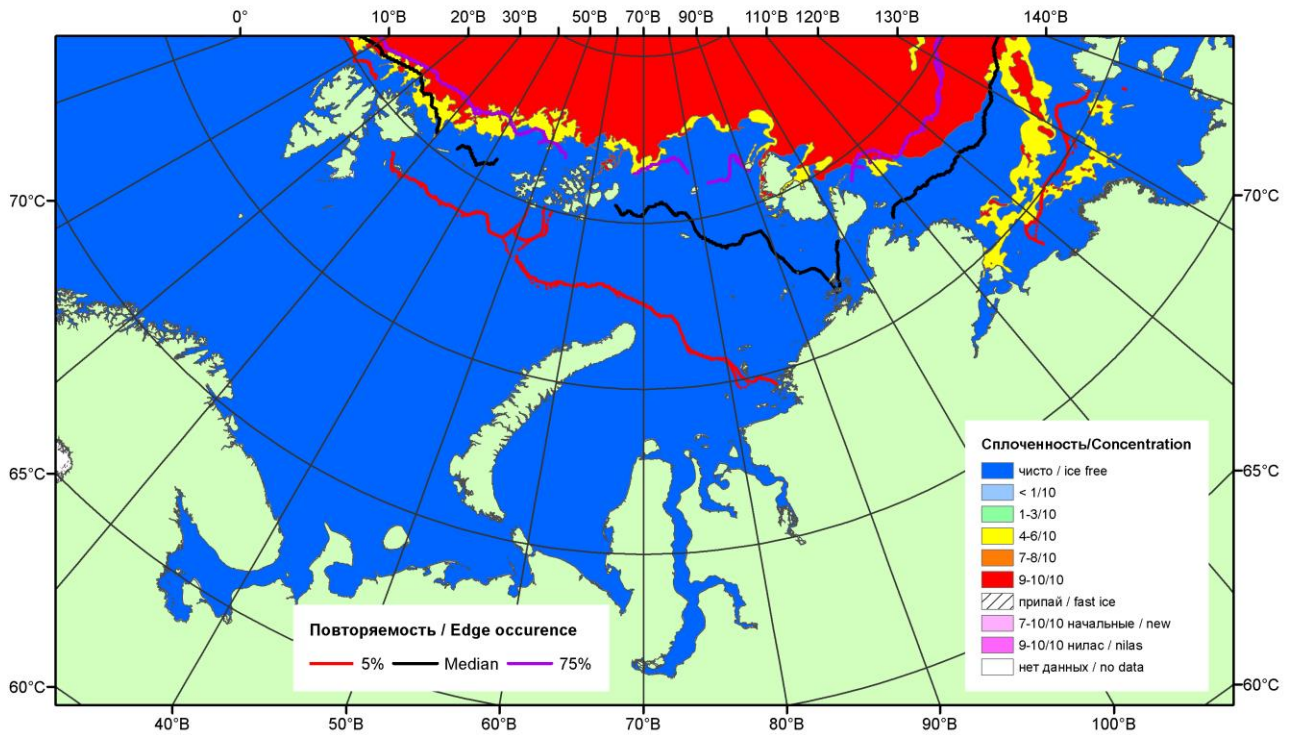 0° 10°В 20°В 30°В 50°В 70°В 90°В 110°В 120°В 130°В 140°В
70°С 70°С
65°С 65°С
60°С 60°С
Сплоченность/Concentration
чисто / ice free
< 1/10
1-3/10
4-6/10
7-8/10
9-10/10
припай / fast ice
7-10/10 начальные / new
9-10/10 нилас / nilas
нет данных / no data
Повторяемость / Edge occurence
5% Median 75%
40°В 50°В 60°В 70°В 80°В 90°В 100°В